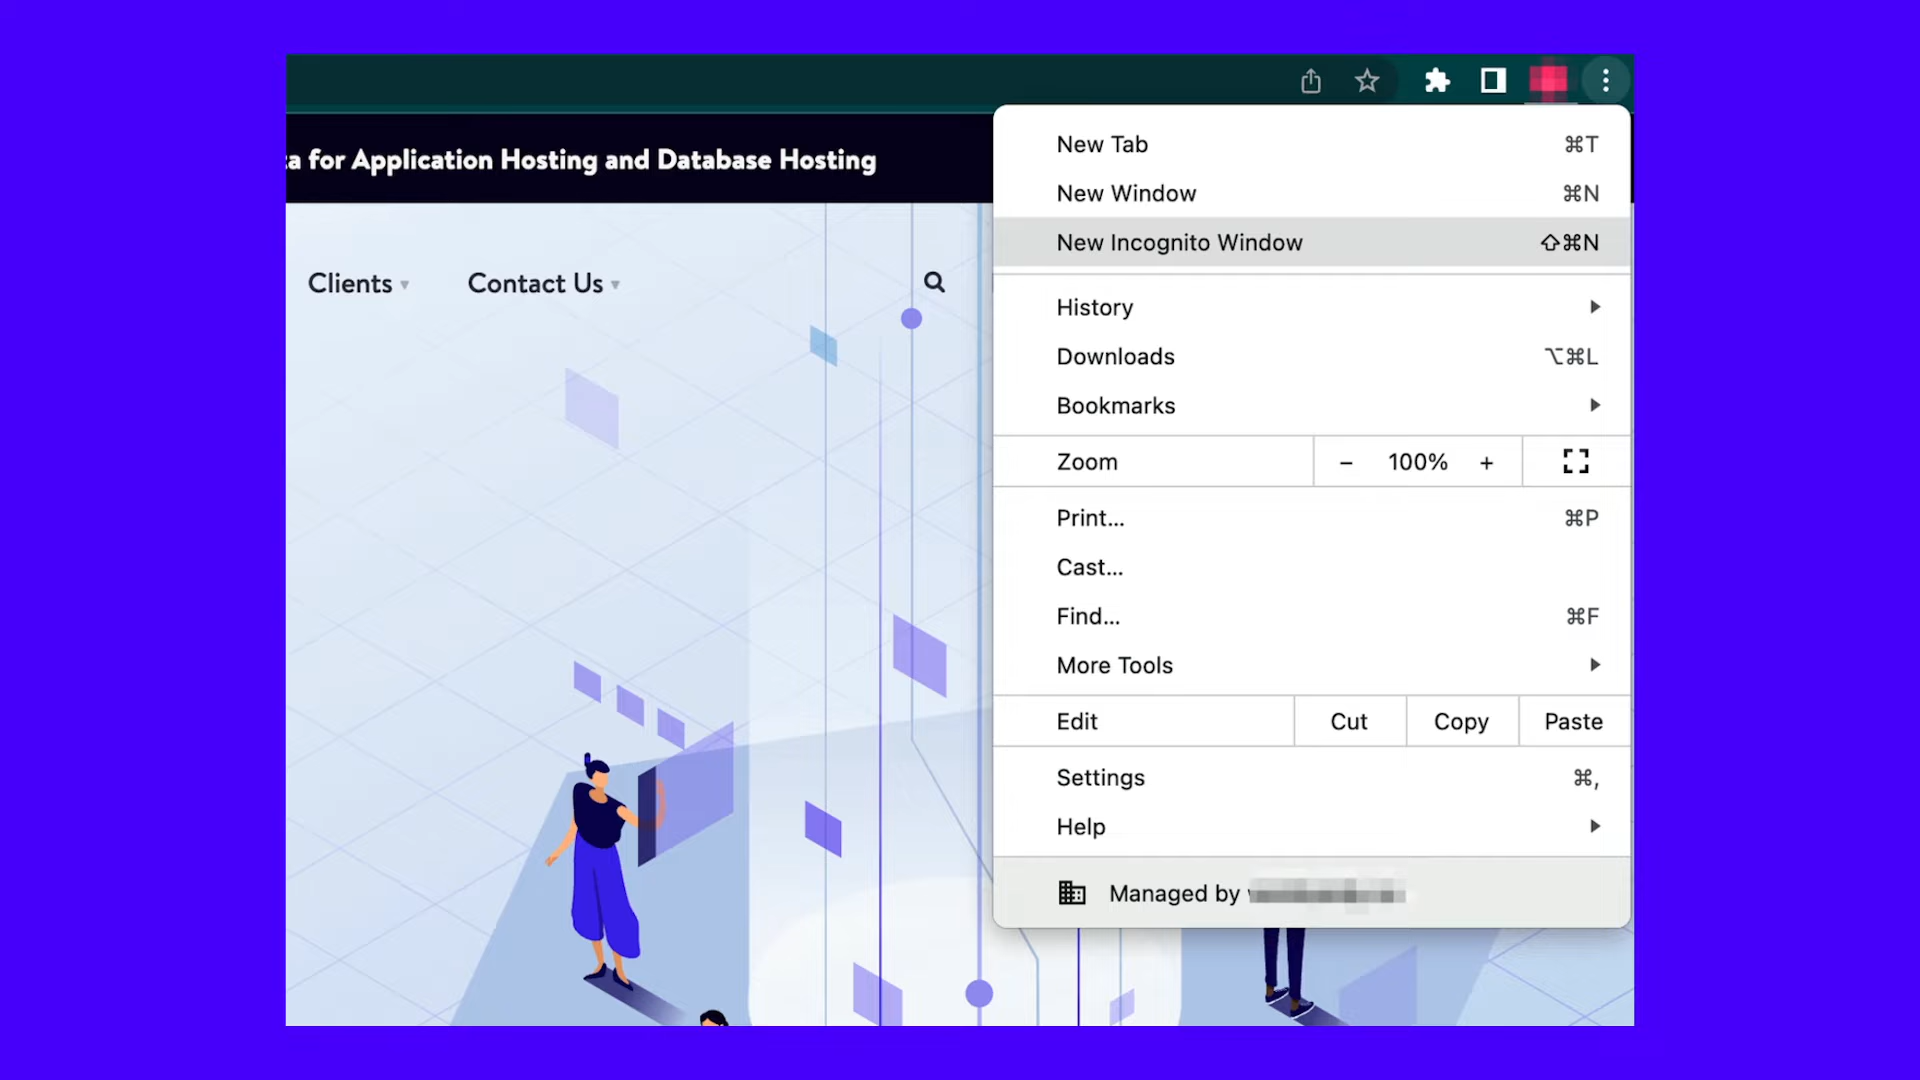 for Application Hosting and Database Hosting
Clients
Contact Us
New Tab ⌘T
New Window ⌘N
New Incognito Window ⇧⌘N
History
Downloads ⌥⌘L
Bookmarks
Zoom − 100% +
Print... ⌘P
Cast...
Find... ⌘F
More Tools
Edit Cut Copy Paste
Settings ⌘,
Help
Managed by